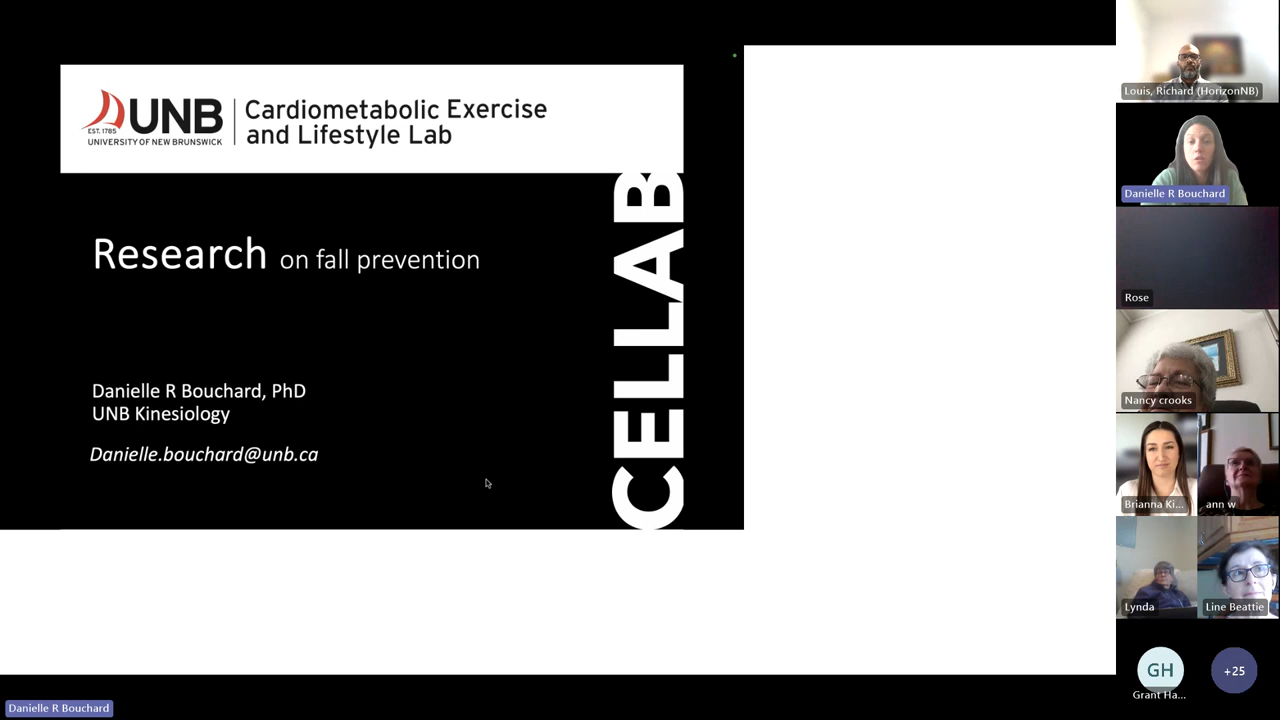 UNB
EST. 1785
UNIVERSITY OF NEW BRUNSWICK
Cardiometabolic Exercise
and Lifestyle Lab
CELLAB
Research on fall prevention
Danielle R Bouchard, PhD
UNB Kinesiology
Danielle.bouchard@unb.ca
Danielle R Bouchard
Louis, Richard (HorizonNB)
Danielle R Bouchard
Rose
Nancy crooks
Brianna Ki...
ann w
Lynda
Line Beattie
GH
Grant Ha...
+25